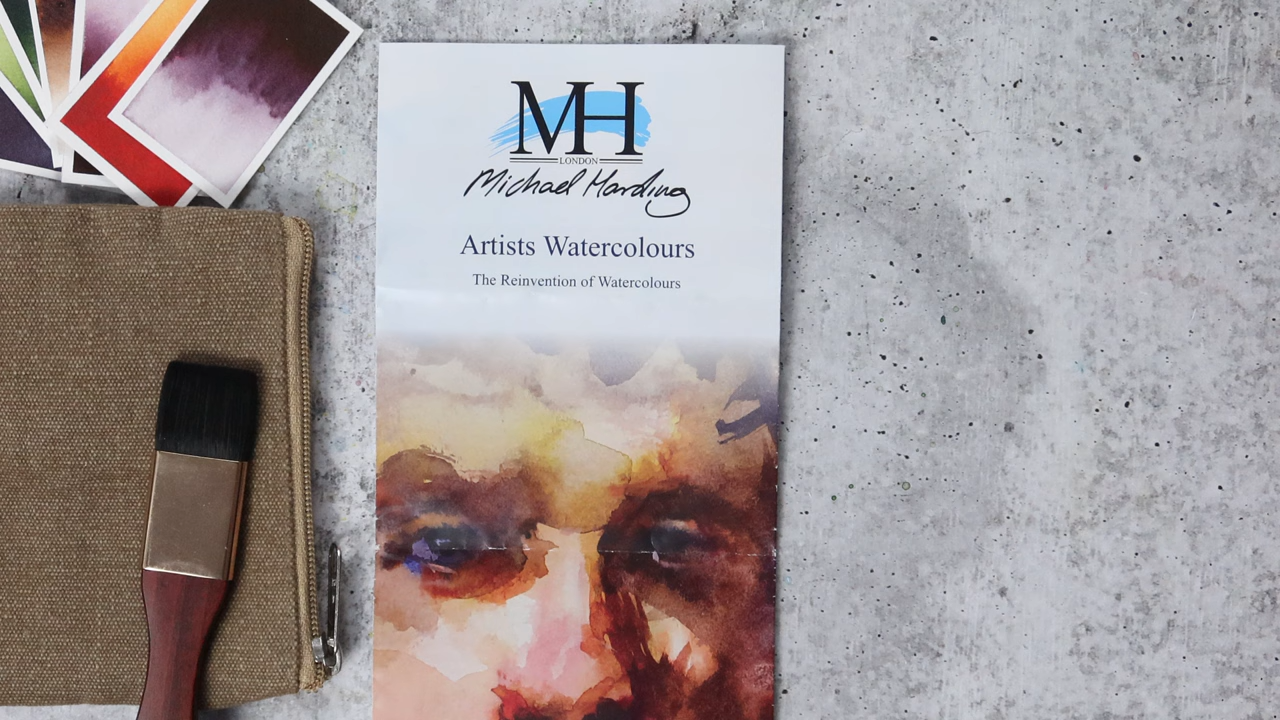 MH
LONDON
Michael Harding
Artists Watercolours
The Reinvention of Watercolours